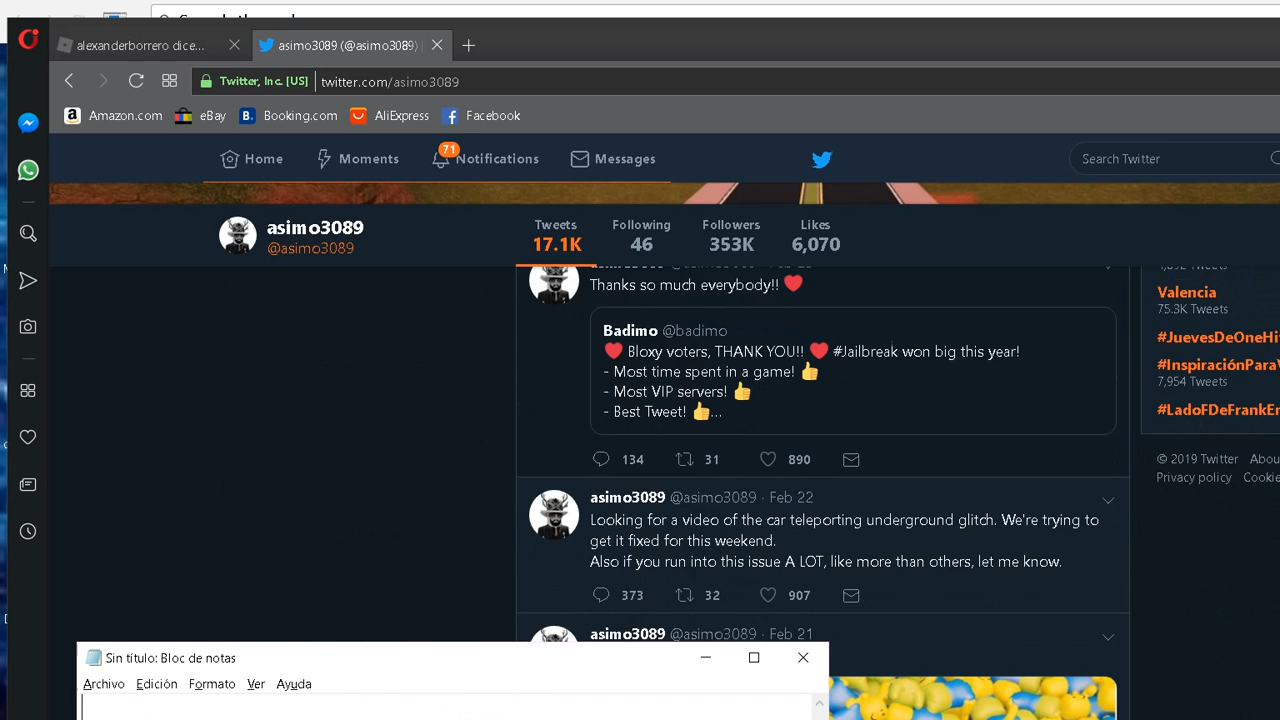 alexanderborrero dice...
asimo3089 (@asimo3089) |
Twitter, Inc. [US]
twitter.com/asimo3089
Amazon.com
eBay
Booking.com
AliExpress
Facebook
Home
Moments
71
Notifications
Messages
Search Twitter
asimo3089
@asimo3089
Tweets
17.1K
Following
46
Followers
353K
Likes
6,070
Thanks so much everybody!! ❤
Badimo @badimo
❤ Bloxy voters, THANK YOU!! ❤ #Jailbreak won big this year!
- Most time spent in a game! 👍
- Most VIP servers! 👍
- Best Tweet! 👍...
134
31
890
asimo3089 @asimo3089 · Feb 22
Looking for a video of the car teleporting underground glitch. We're trying to
get it fixed for this weekend.
Also if you run into this issue A LOT, like more than others, let me know.
373
32
907
asimo3089 @asimo3089 · Feb 21
Valencia
75.3K Tweets
#JuevesDeOneHi
#InspiraciónParaV
7,954 Tweets
#LadoFDeFrankEn
© 2019 Twitter Abou
Privacy policy Cookie
Sin título: Bloc de notas
Archivo Edición Formato Ver Ayuda